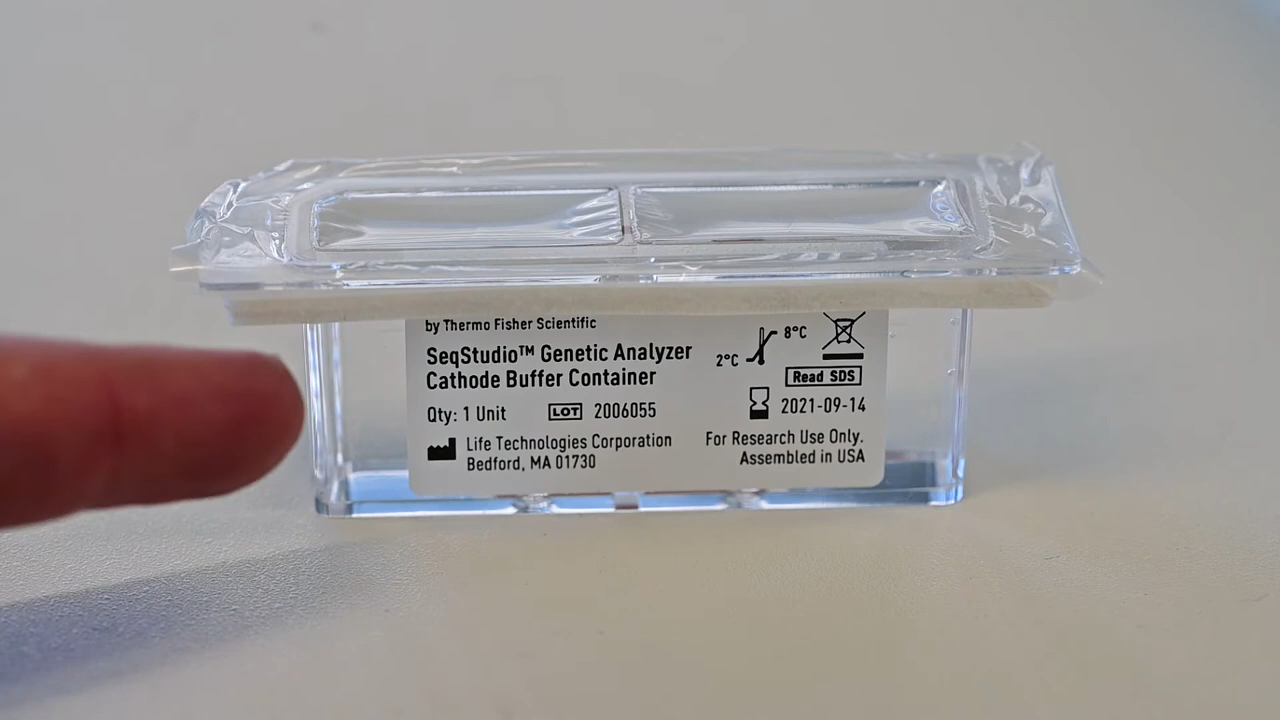 by Thermo Fisher Scientific
SeqStudio™ Genetic Analyzer
Cathode Buffer Container
Qty: 1 Unit LOT 2006055
Life Technologies Corporation
Bedford, MA 01730
2°C 8°C
Read SDS
2021-09-14
For Research Use Only.
Assembled in USA